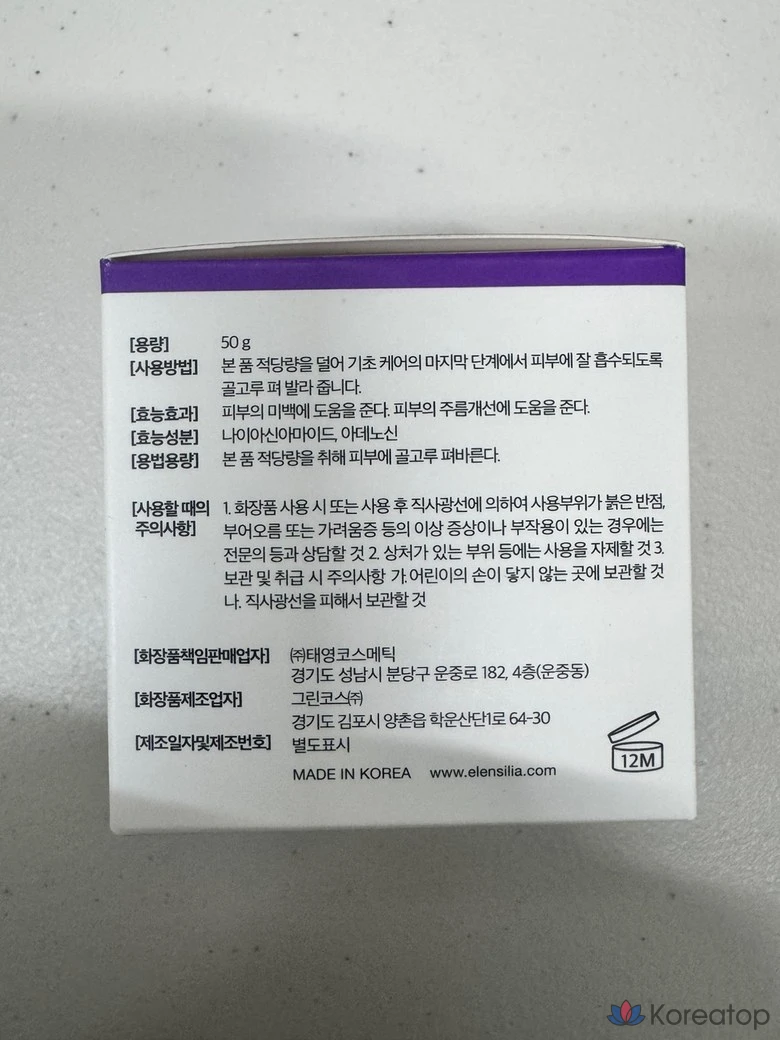 [용량] 50 g
[사용방법] 본 품 적당량을 덜어 기초 케어의 마지막 단계에서 피부에 잘 흡수되도록
골고루 펴 발라 줍니다.
[효능효과] 피부의 미백에 도움을 준다. 피부의 주름개선에 도움을 준다.
[효능성분] 나이아신아마이드, 아데노신
[용법용량] 본 품 적당량을 취해 피부에 골고루 펴바른다.
[사용할 때의 주의사항] 1. 화장품 사용 시 또는 사용 후 직사광선에 의하여 사용부위가 붉은 반점,
부어오름 또는 가려움증 등의 이상 증상이나 부작용이 있는 경우에는
전문의 등과 상담할 것 2. 상처가 있는 부위 등에는 사용을 자제할 것 3.
보관 및 취급 시 주의사항 가. 어린이의 손이 닿지 않는 곳에 보관할 것
나. 직사광선을 피해서 보관할 것
[화장품책임판매업자] ㈜태영코스메틱
경기도 성남시 분당구 운중로 182, 4층(운중동)
[화장품제조업자] 그린코스㈜
경기도 김포시 양촌읍 학운산단1로 64-30
[제조일자및제조번호] 별도표시
MADE IN KOREA www.elensilia.com
12M
Koreatop